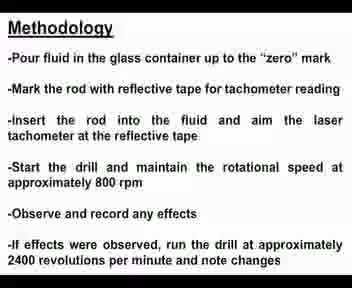 Methodology
-Pour fluid in the glass container up to the “zero” mark
-Mark the rod with reflective tape for tachometer reading
-Insert the rod into the fluid and aim the laser
tachometer at the reflective tape
-Start the drill and maintain the rotational speed at
approximately 800 rpm
-Observe and record any effects
-If effects were observed, run the drill at approximately
2400 revolutions per minute and note changes